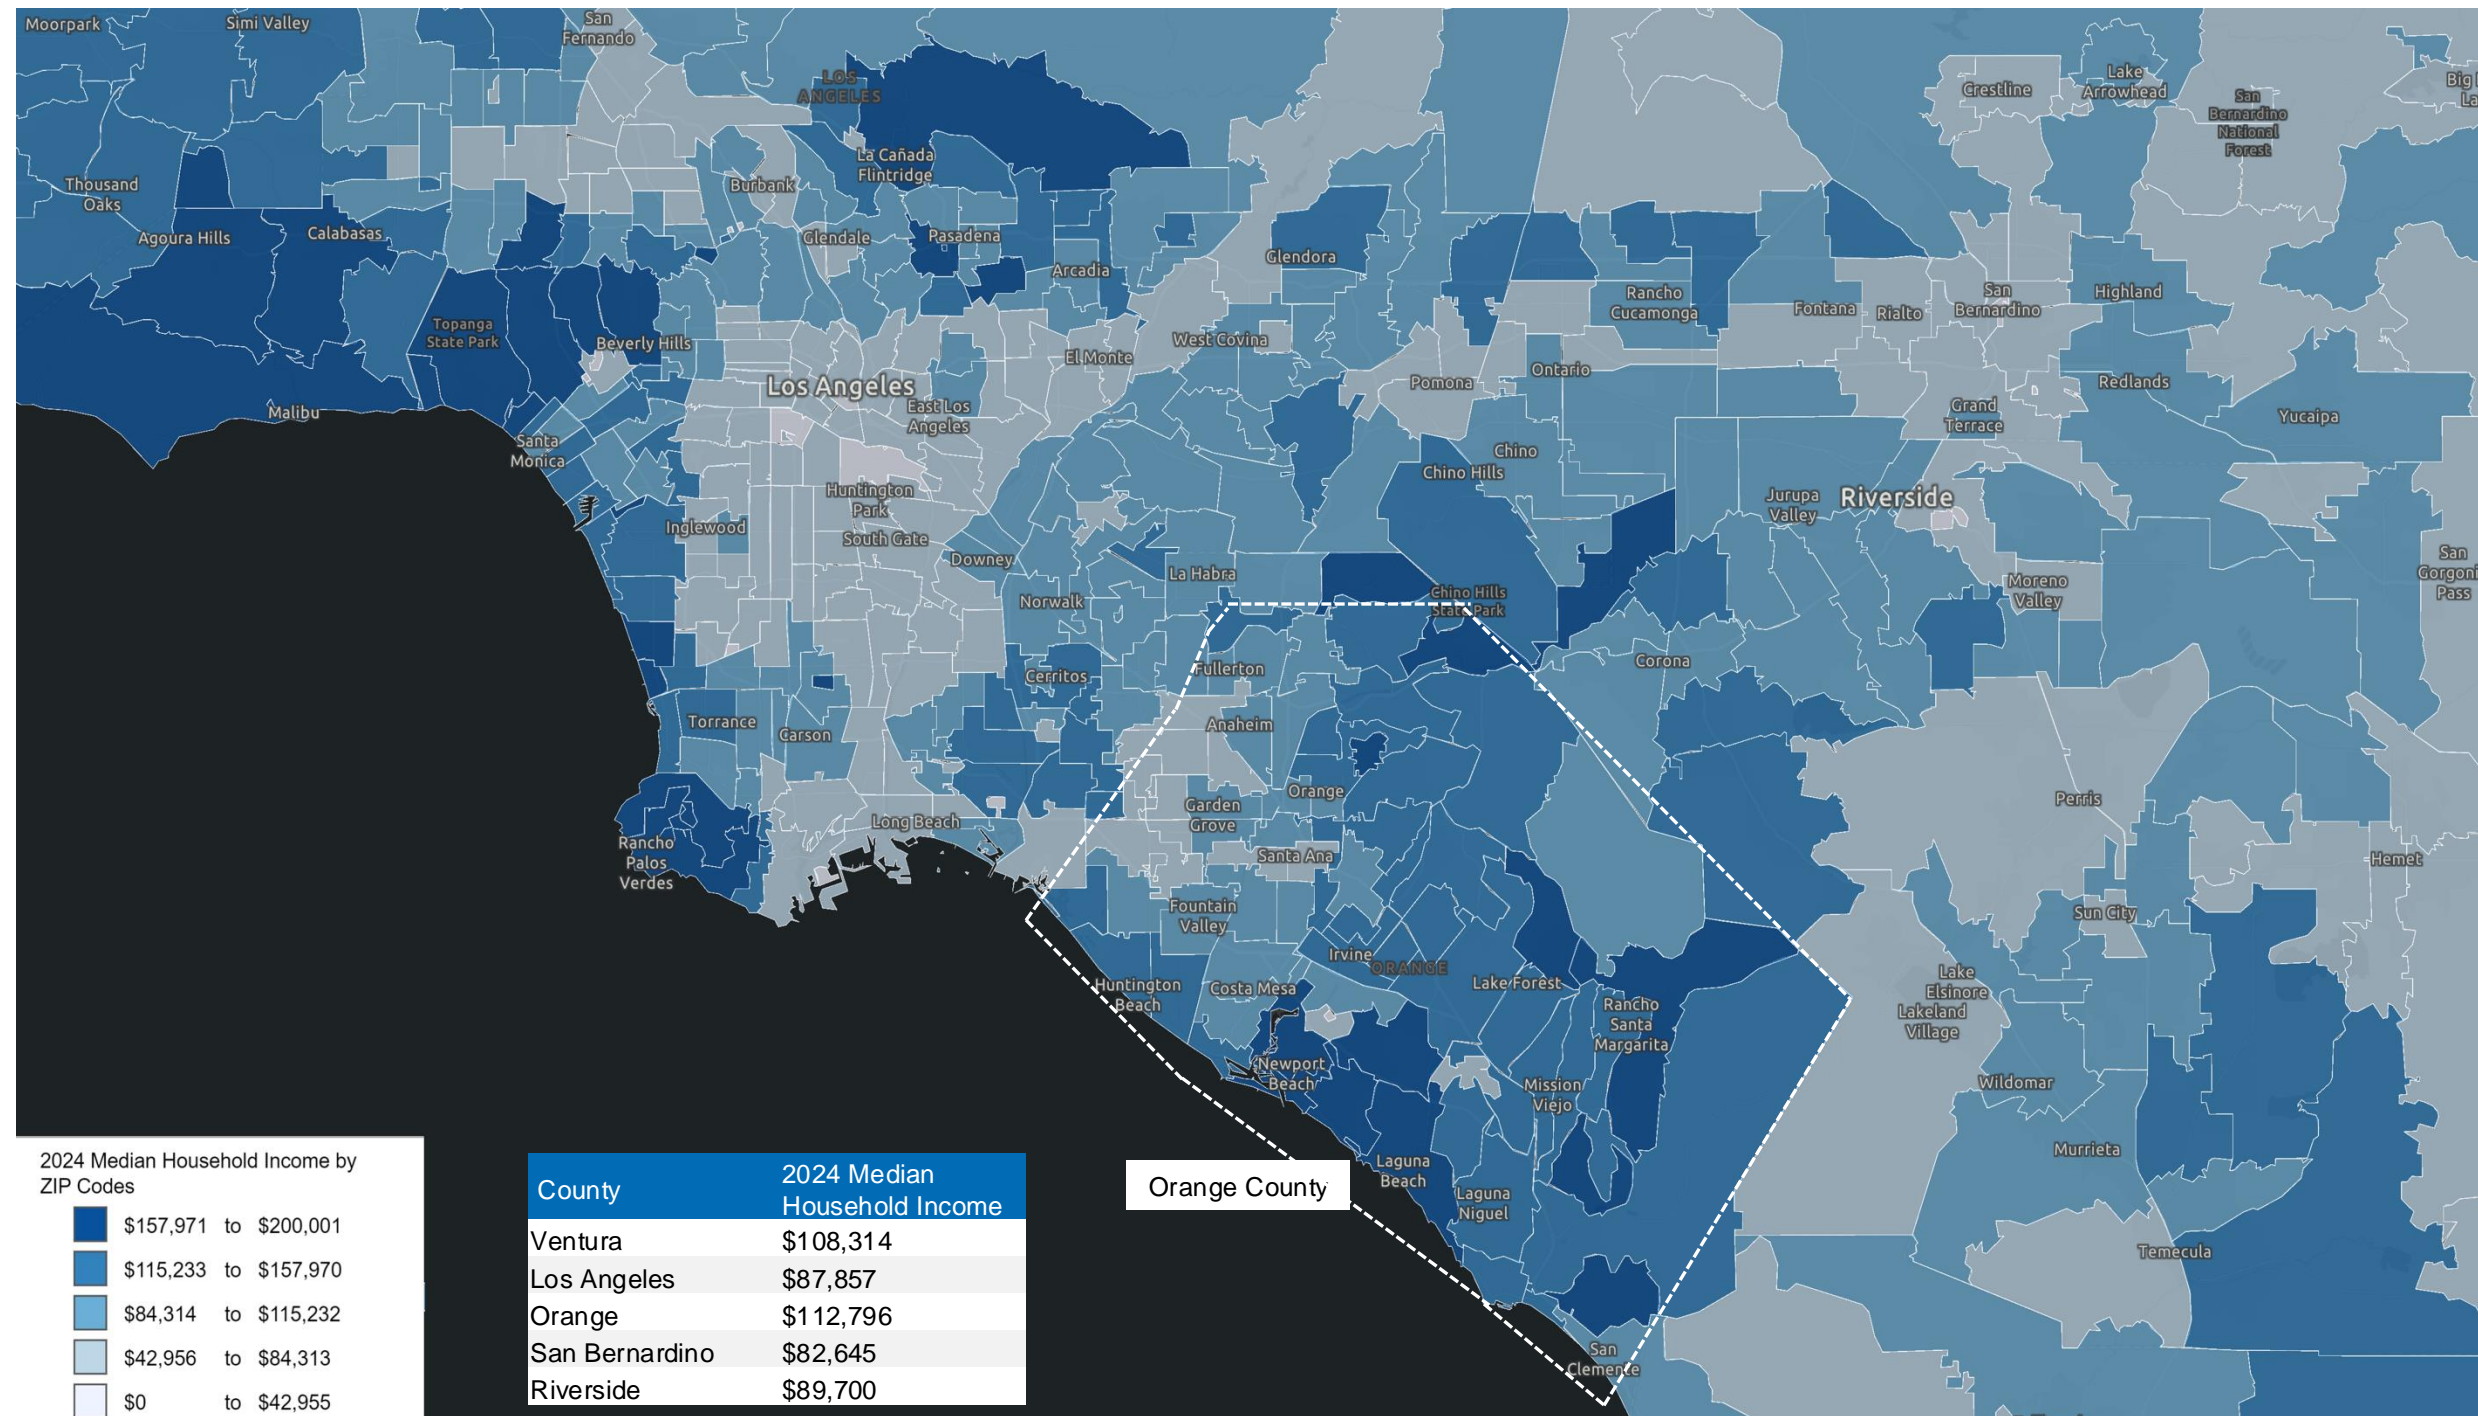 Moorpark
Simi Valley
San
Fernando
LOS
ANGELES
Crestline
Lake
Arrowhead
San
Bernardino
National
Forest
Big
La
Thousand
Oaks
La Cañada
Flintridge
Burbank
Agoura Hills
Calabasas
Glendale
Pasadena
Arcadia
Glendora
Rancho
Cucamonga
Fontana
Rialto
San
Bernardino
Highland
Topanga
State Park
Beverly Hills
West Covina
El Monte
Los Angeles
East Los
Angeles
Pomona
Ontario
Redlands
Grand
Terrace
Yucaipa
Malibu
Santa
Monica
Chino
Chino Hills
Huntington
Park
Inglewood
South Gate
Jurupa
Valley
Riverside
Downey
La Habra
Norwalk
Chino Hills
State Park
Moreno
Valley
San
Gorgoni
Pass
Fullerton
Cerritos
Corona
Torrance
Carson
Anaheim
Orange
Garden
Grove
Perris
Long Beach
Rancho
Palos
Verdes
Santa Ana
Hemet
Fountain
Valley
Sun City
Irvine
ORANGE
Huntington
Beach
Costa Mesa
Lake Forest
Rancho
Santa
Margarita
Lake
Elsinore
Lakeland
Village
Newport
Beach
Mission
Viejo
Wildomar
Murrieta
Laguna
Beach
Laguna
Niguel
Temecula
San
Clemente
Orange County
2024 Median Household Income by
ZIP Codes
$157,971 to $200,001
$115,233 to $157,970
$84,314 to $115,232
$42,956 to $84,313
$0 to $42,955
County 2024 Median
Household Income
Ventura $108,314
Los Angeles $87,857
Orange $112,796
San Bernardino $82,645
Riverside $89,700